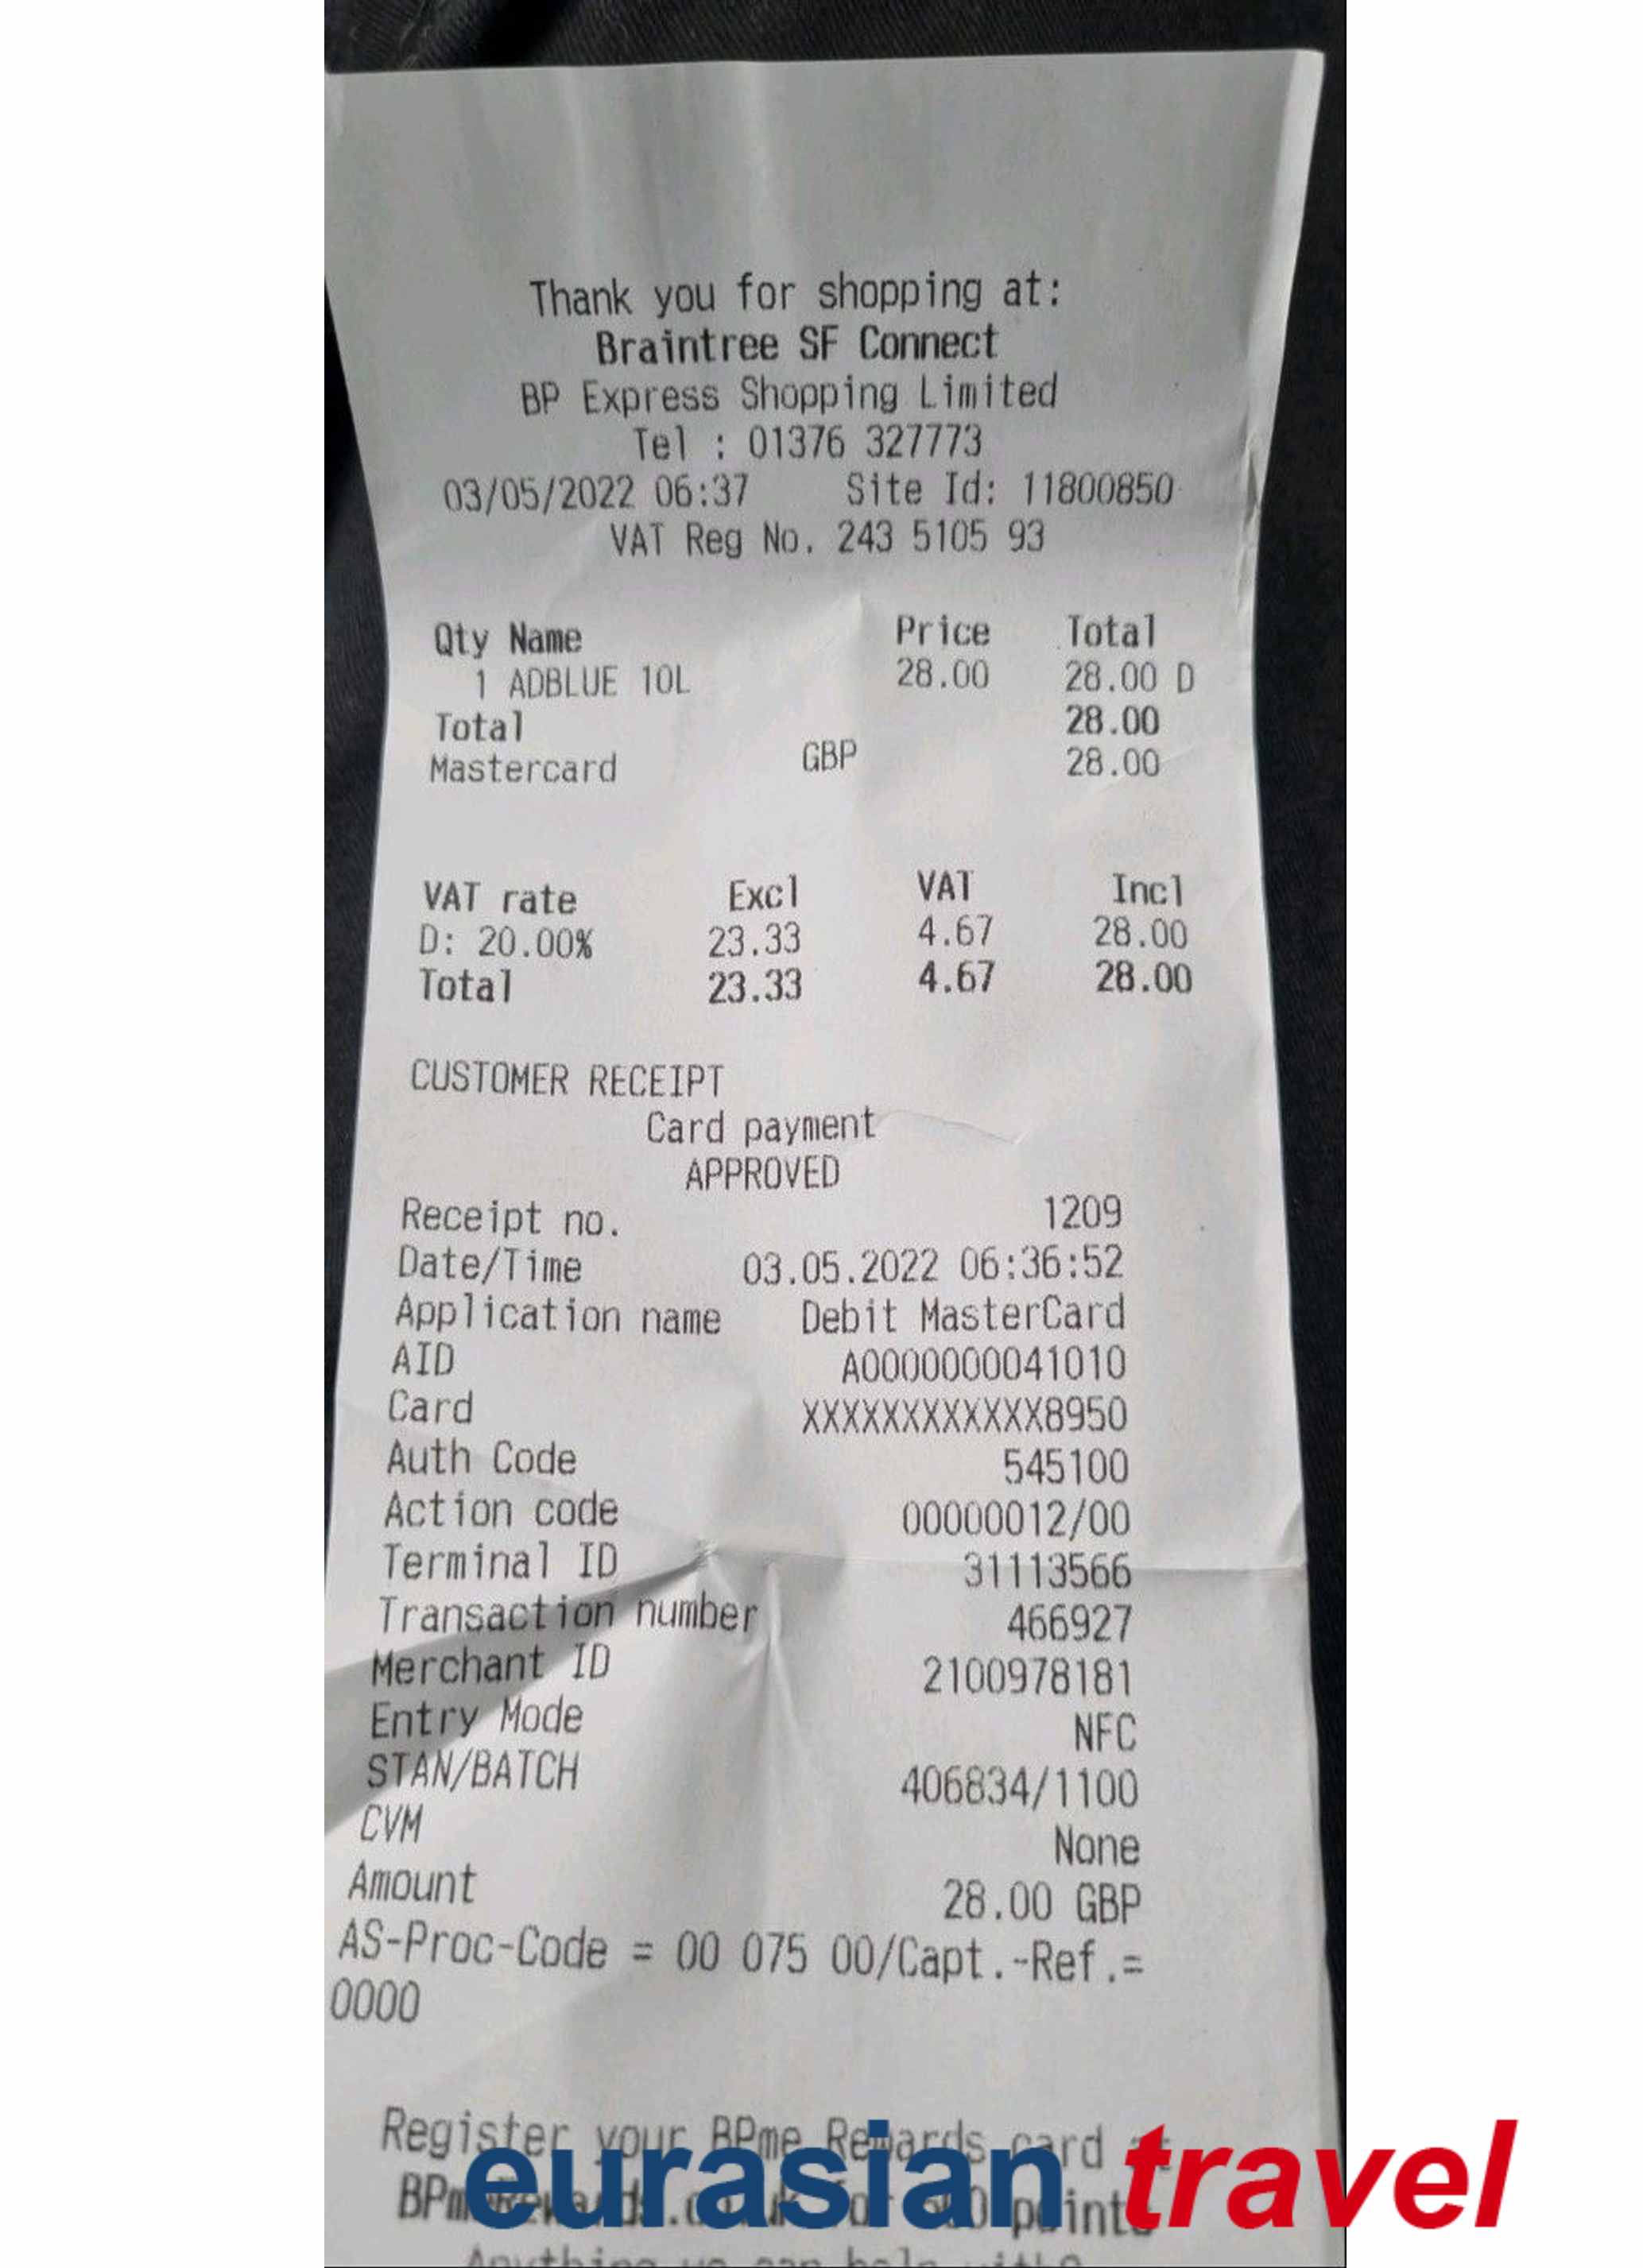 Thank you for shopping at:
Braintree SF Connect
BP Express Shopping Limited
Tel : 01376 327773
03/05/2022 06:37 Site Id: 11800850
VAT Reg No. 243 5105 93
Qty Name Price Total
1 ADBLUE 10L 28.00 28.00 D
Total 28.00
Mastercard GBP 28.00
VAT rate Excl VAT Incl
D: 20.00% 23.33 4.67 28.00
Total 23.33 4.67 28.00
CUSTOMER RECEIPT
Card payment
APPROVED
Receipt no. 1209
Date/Time 03.05.2022 06:36:52
Application name Debit MasterCard
AID A0000000041010
Card XXXXXXXXXXXX8950
Auth Code 545100
Action code 00000012/00
Terminal ID 31113566
Transaction number 466927
Merchant ID 2100978181
Entry Mode NFC
STAN/BATCH 406834/1100
CVM None
Amount 28.00 GBP
AS-Proc-Code = 00 075 00/Capt.-Ref.=
0000
Register your BPme Rewards card
points
eurasian travel
Anything we can help with?